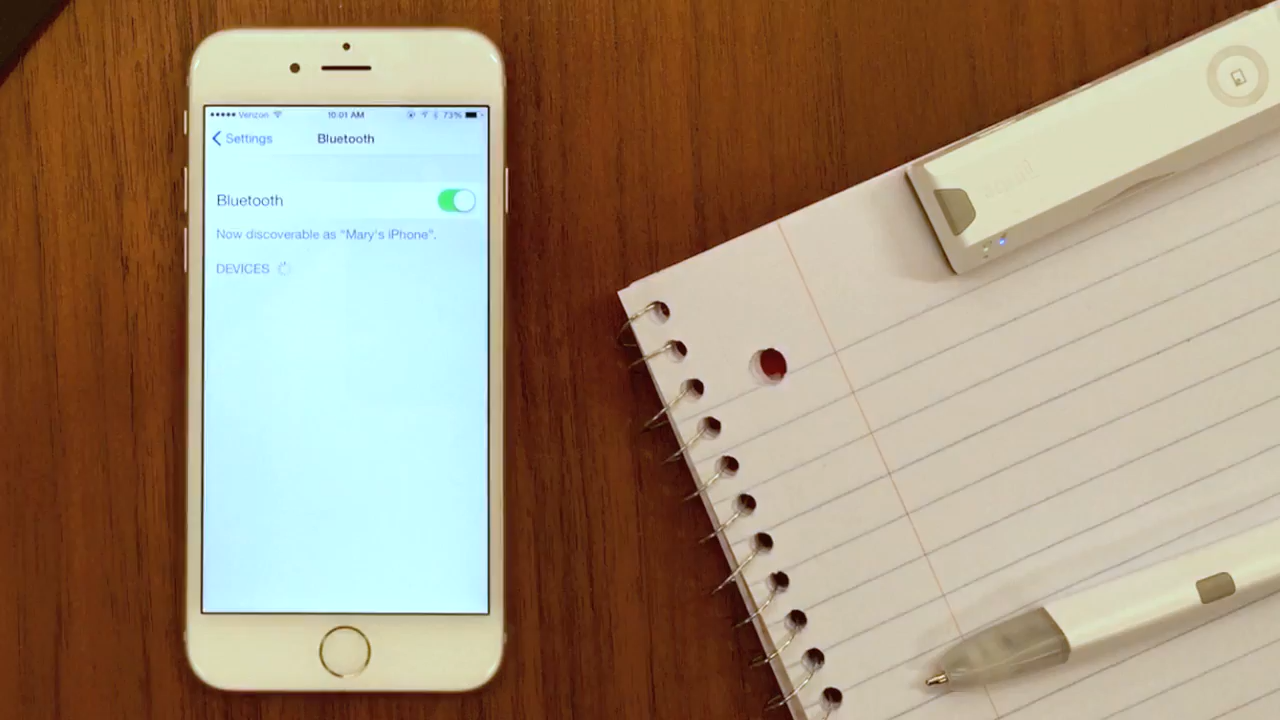 Verizon 10:01 AM 73%
Settings Bluetooth
Bluetooth
Now discoverable as "Mary's iPhone".
DEVICES